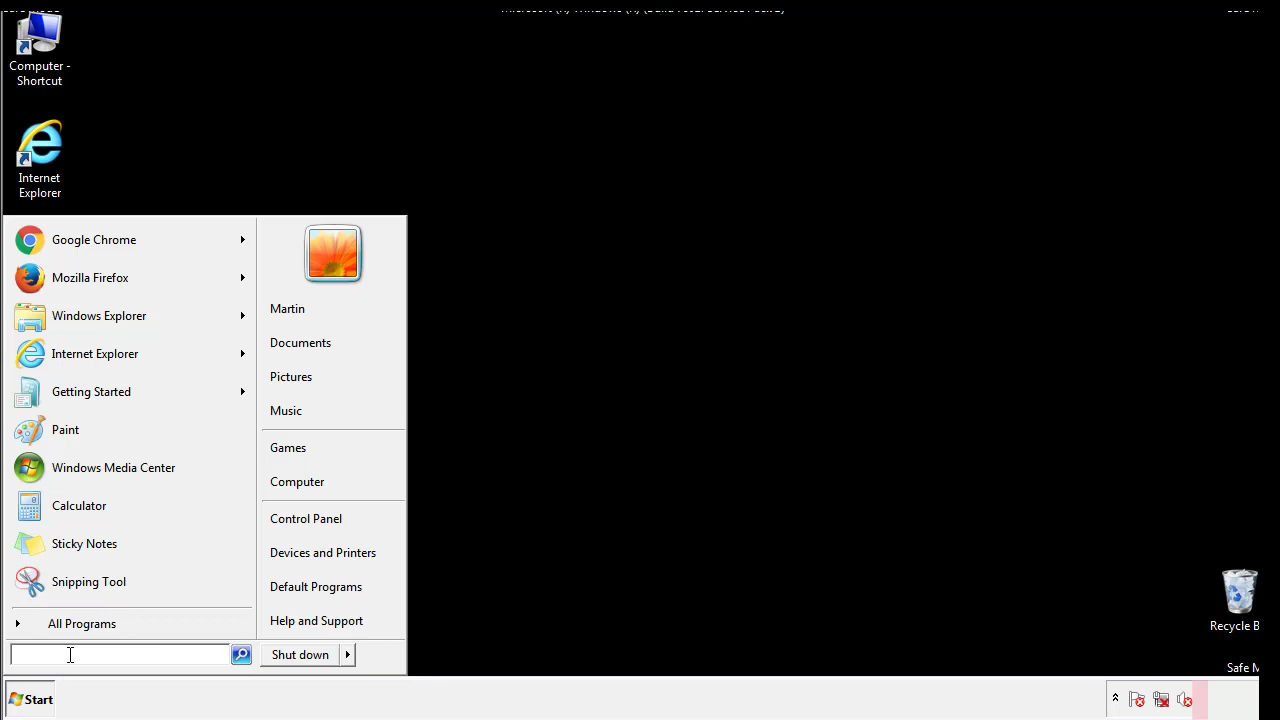 Computer -
Shortcut
Internet
Explorer
Google Chrome
Mozilla Firefox
Windows Explorer
Internet Explorer
Getting Started
Paint
Windows Media Center
Calculator
Sticky Notes
Snipping Tool
All Programs
Martin
Documents
Pictures
Music
Games
Computer
Control Panel
Devices and Printers
Default Programs
Help and Support
Shut down
Recycle B
Safe M
Start